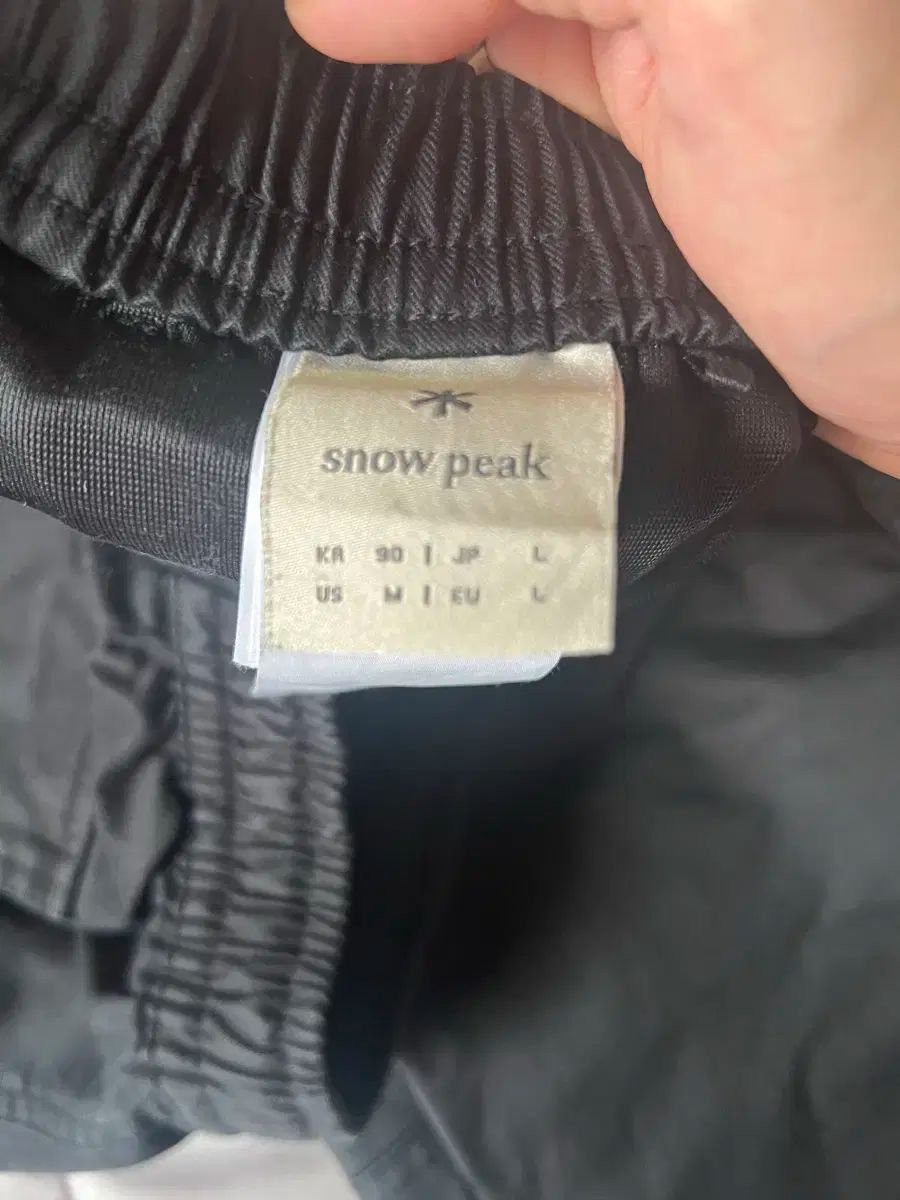 snow peak
KR 90 | JP L
US M | EU L